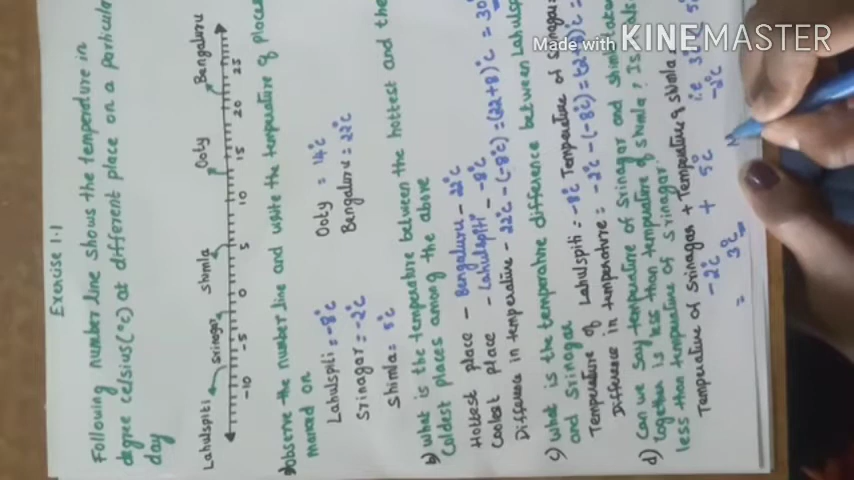 Made with KINEMASTER
Exercise 1.1
Following number line shows the temperature in
degree celsius (°c) at different place on a particular
day
Lahulspiti Srinagar Shimla Ooty Bengaluru
-10 -5 0 5 10 15 20 25
observe the number line and write the temperature of place
marked on
Lahulspiti = -8°c Ooty = 14°c
Srinagar = -2°c Bengaluru = 22°c
Shimla = 5°c
b) What is the temperature between the hottest and the
coldest places among the above
Hottest place - Bengaluru - 22°c
Coolest place - Lahulspiti - -8°c
Difference in temperature - 22°c - (-8°c) = (22+8)°c = 30°
c) What is the temperature difference between Lahulsp
and Srinagar
Temperature of Lahulspiti = -8°c Temperature of Srinagar =
Difference in temperature = -2°c - (-8°c) =
d) Can we say temperature of Srinagar and shimla take
together is less than temperature of shimla? Is
less than temperature of Srinagar
Temperature of Srinagar + Temperature of shimla
-2°c + 5°c i.e 3°c 5°
= 3°c -2°c